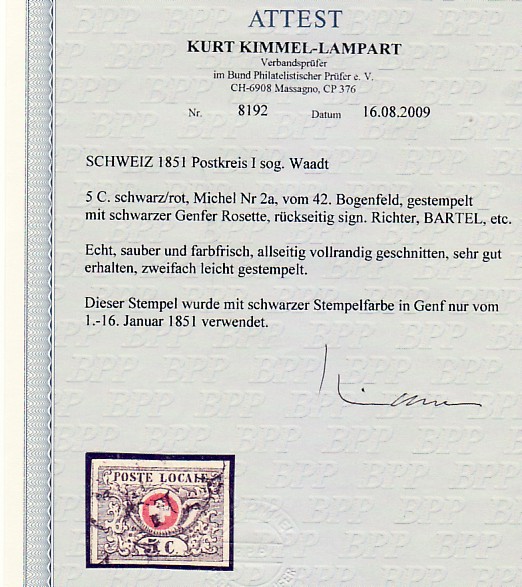 ATTEST
KURT KIMMEL-LAMPART
Verbandsprüfer
im Bund Philatelistischer Prüfer e. V.
CH-6908 Massagno, CP 376
Nr. 8192 Datum 16.08.2009
SCHWEIZ 1851 Postkreis I sog. Waadt
5 C. schwarz/rot, Michel Nr 2a, vom 42. Bogenfeld, gestempelt
mit schwarzer Genfer Rosette, rückseitig sign. Richter, BARTEL, etc.
Echt, sauber und farbfrisch, allseitig vollrandig geschnitten, sehr gut
erhalten, zweifach leicht gestempelt.
Dieser Stempel wurde mit schwarzer Stempelfarbe in Genf nur vom
1.-16. Januar 1851 verwendet.
POSTE LOCALE
5 C
BPP